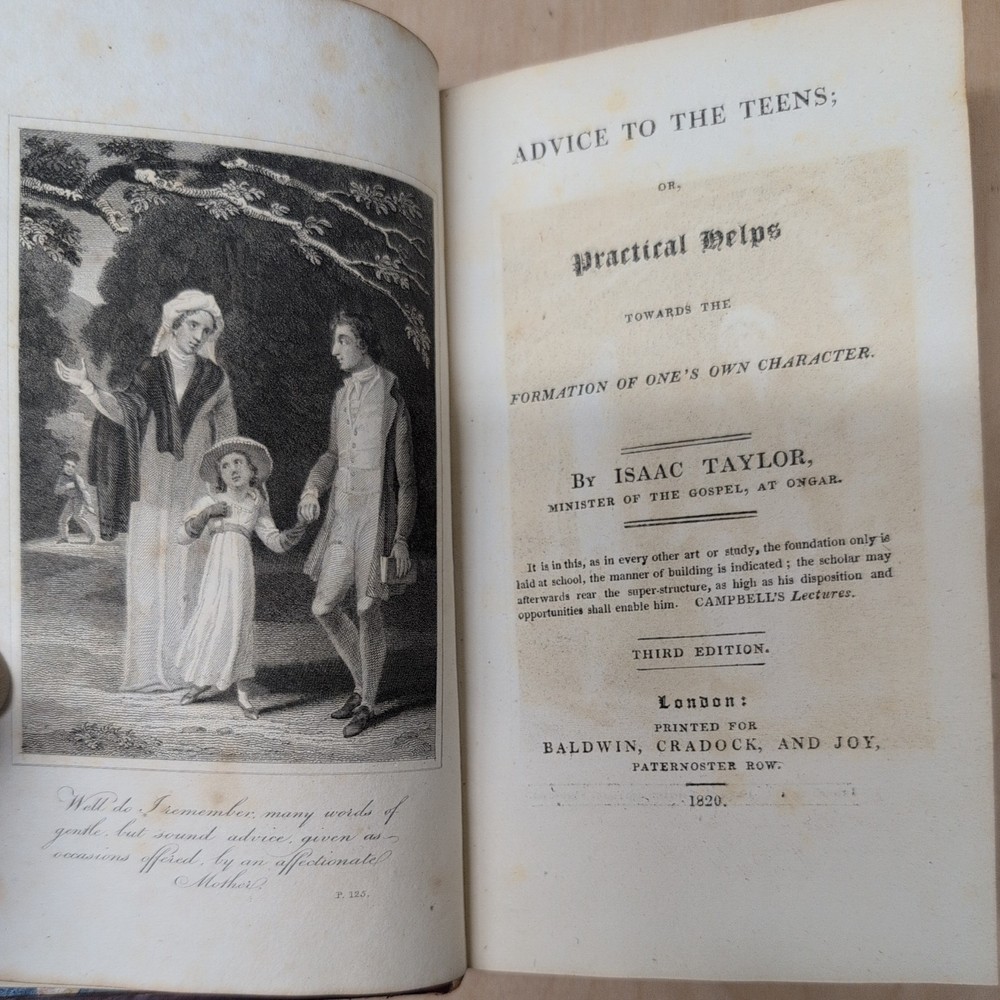 Well do I remember, many words of
gentle, but sound advice, given as
occasions offered, by an affectionate
Mother.
P. 125.
ADVICE TO THE TEENS;
OR,
Practical Helps
TOWARDS THE
FORMATION OF ONE'S OWN CHARACTER.
BY ISAAC TAYLOR,
MINISTER OF THE GOSPEL, AT ONGAR.
It is in this, as in every other art or study, the foundation only is
laid at school, the manner of building is indicated; the scholar may
afterwards rear the super-structure, as high as his disposition and
opportunities shall enable him. CAMPBELL'S Lectures.
THIRD EDITION.
London:
PRINTED FOR
BALDWIN, CRADOCK, AND JOY,
PATERNOSTER ROW.
1820.